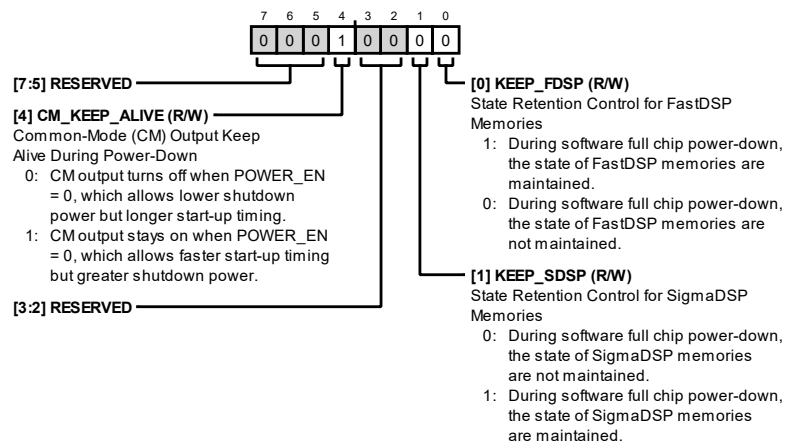 7 6 5 4 3 2 1 0
0 0 0 1 0 0 0 0
[7:5] RESERVED
[4] CM_KEEP_ALIVE (R/W)
Common-Mode (CM) Output Keep
Alive During Power-Down
0: CM output turns off when POWER_EN
= 0, which allows lower shutdown
power but longer start-up timing.
1: CM output stays on when POWER_EN
= 0, which allows faster start-up timing
but greater shutdown power.
[3:2] RESERVED
[0] KEEP_FDSP (R/W)
State Retention Control for FastDSP
Memories
1: During software full chip power-down,
the state of FastDSP memories are
maintained.
0: During software full chip power-down,
the state of FastDSP memories are
not maintained.
[1] KEEP_SDSP (R/W)
State Retention Control for SigmaDSP
Memories
0: During software full chip power-down,
the state of SigmaDSP memories
are not maintained.
1: During software full chip power-down,
the state of SigmaDSP memories
are maintained.